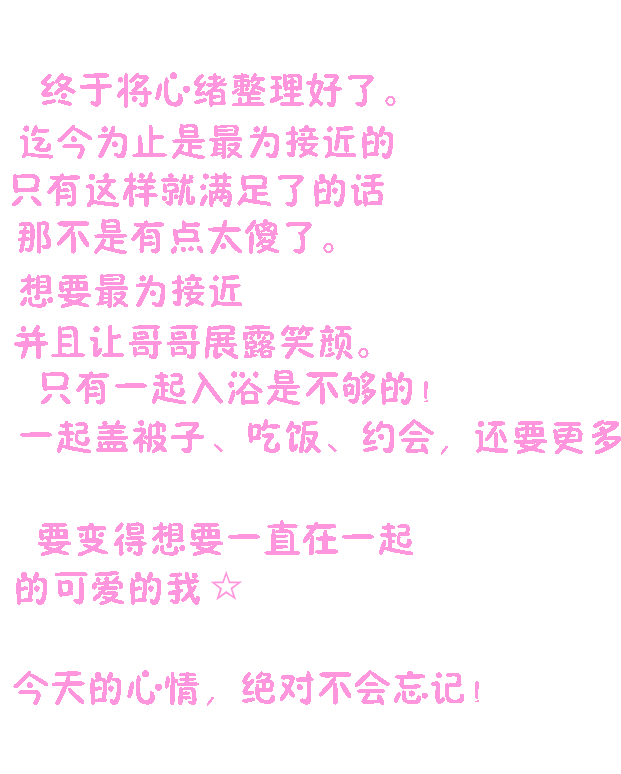 终于将心绪整理好了。
迄今为止是最为接近的
只有这样就满足了的话
那不是有点太傻了。
想要最为接近
并且让哥哥展露笑颜。
只有一起入浴是不够的!
一起盖被子、吃饭、约会,还要更多
要变得想要一直在一起
的可爱的我☆
今天的心情,绝对不会忘记!